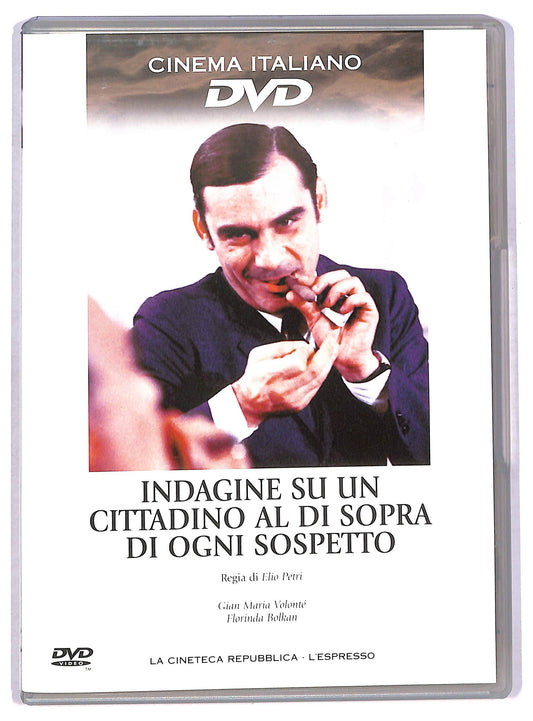 CINEMA ITALIANO
DVD
INDAGINE SU UN
CITTADINO AL DI SOPRA
DI OGNI SOSPETTO
Regia di Elio Petri
Gian Maria Volonté
Florinda Bolkan
DVD
VIDEO
TM
LA CINETECA REPUBBLICA - L'ESPRESSO